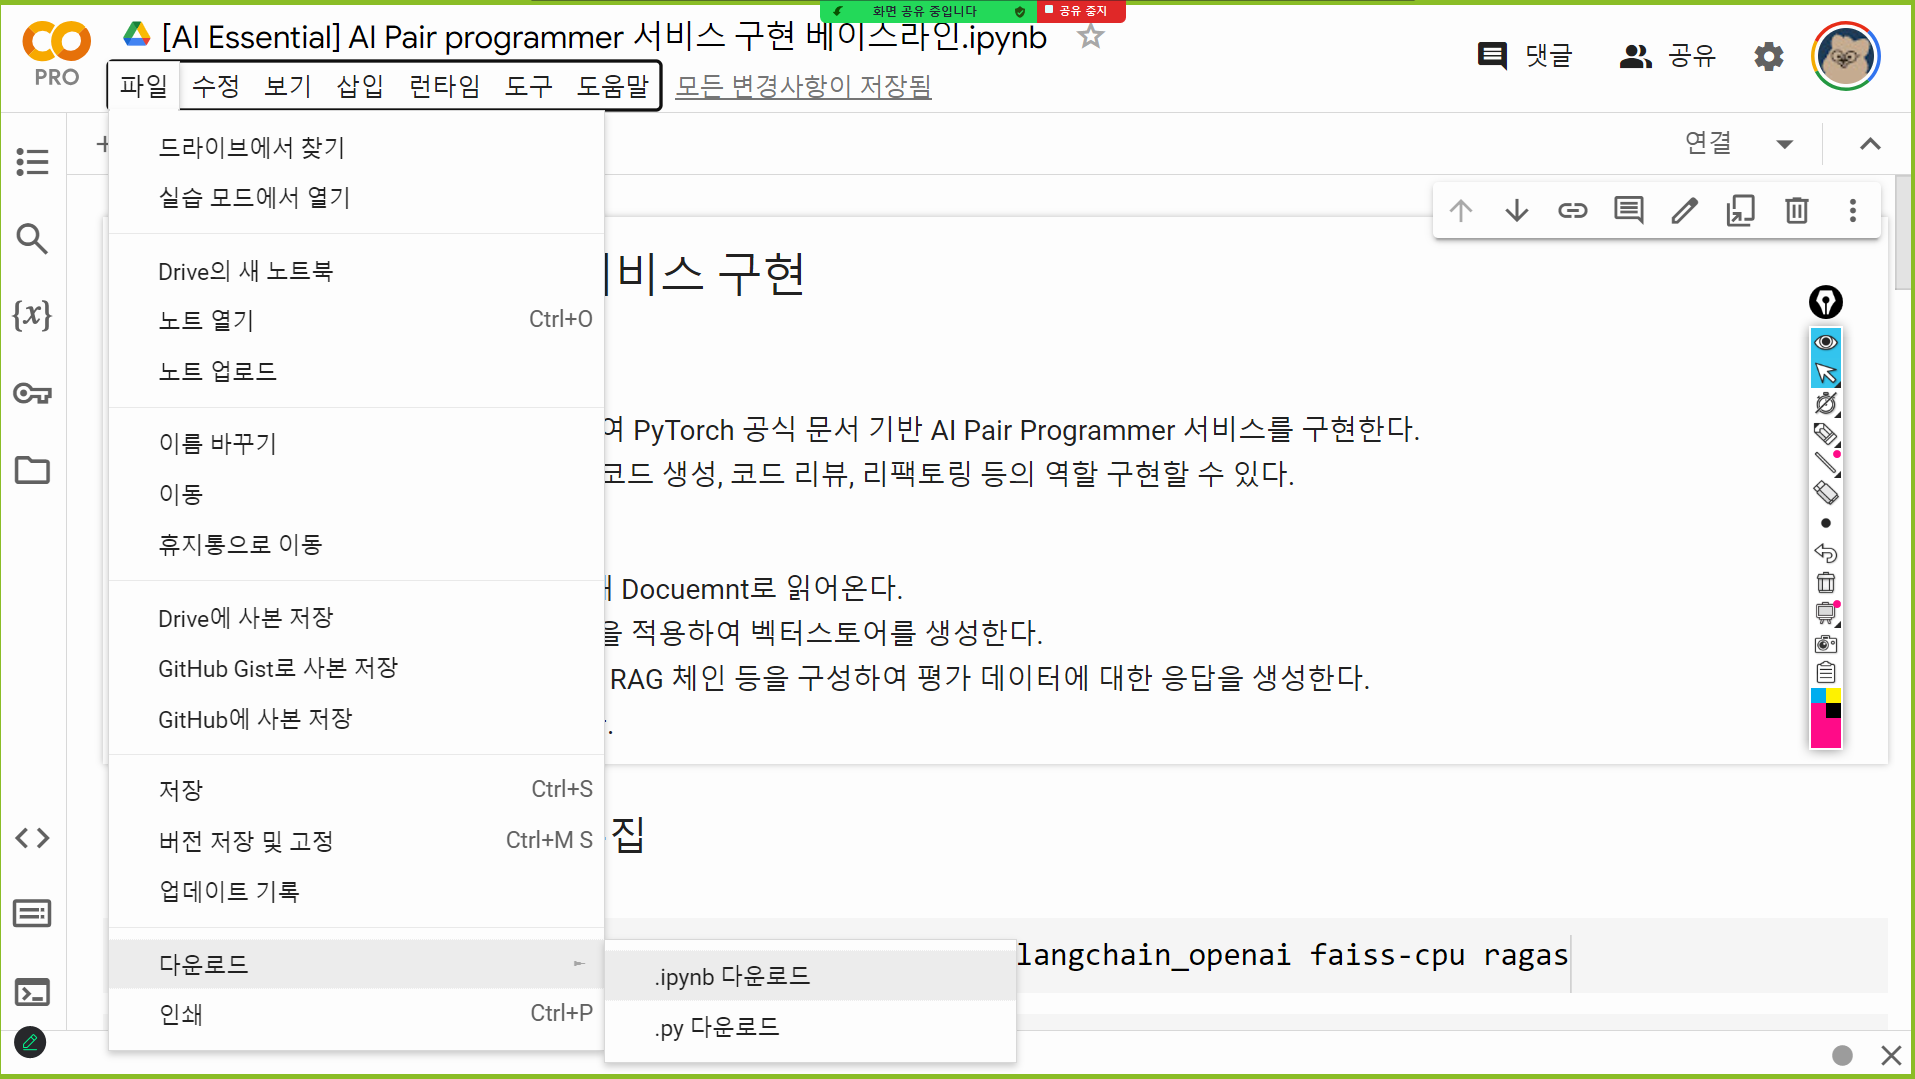 화면 공유 중입니다
공유 중지
[AI Essential] AI Pair programmer 서비스 구현 베이스라인.ipynb
PRO
댓글
공유
파일 수정 보기 삽입 런타임 도구 도움말
모든 변경사항이 저장됨
연결
드라이브에서 찾기
실습 모드에서 열기
Drive의 새 노트북
노트 열기 Ctrl+O
노트 업로드
이름 바꾸기
이동
휴지통으로 이동
Drive에 사본 저장
GitHub Gist로 사본 저장
GitHub에 사본 저장
저장 Ctrl+S
버전 저장 및 고정 Ctrl+M S
업데이트 기록
다운로드
인쇄 Ctrl+P
.ipynb 다운로드
.py 다운로드
비스 구현
여 PyTorch 공식 문서 기반 AI Pair Programmer 서비스를 구현한다.
코드 생성, 코드 리뷰, 리팩토링 등의 역할 구현할 수 있다.
Docuemnt로 읽어온다.
을 적용하여 벡터스토어를 생성한다.
RAG 체인 등을 구성하여 평가 데이터에 대한 응답을 생성한다.
집
langchain_openai faiss-cpu ragas